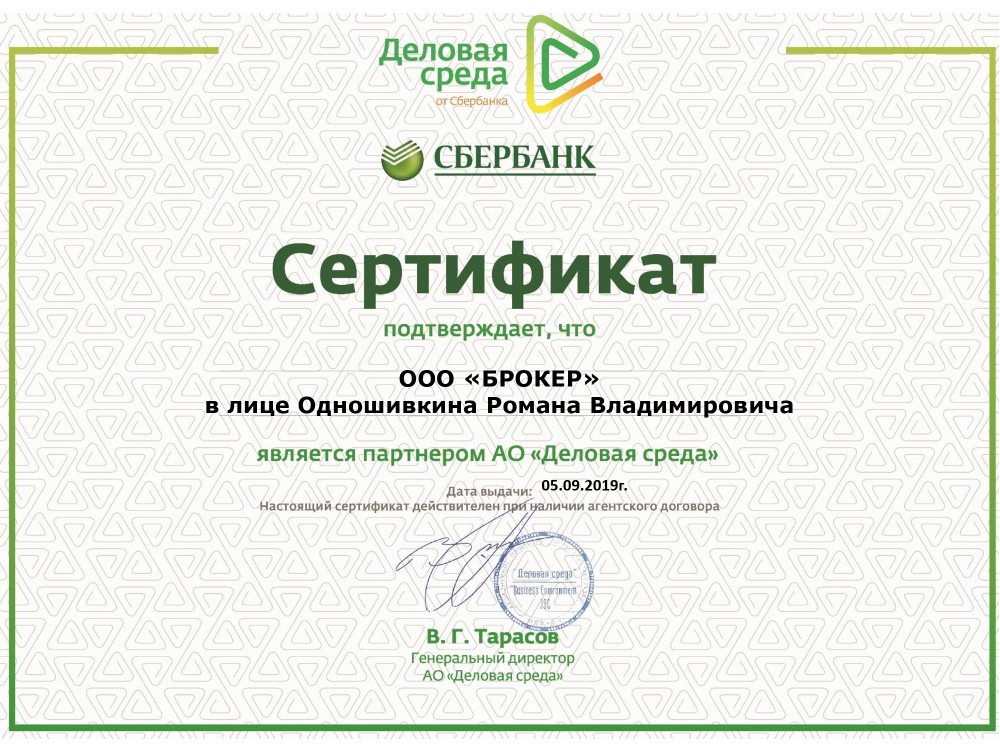 Деловая
среда
от Сбербанка
СБЕРБАНК
Сертификат
подтверждает, что
ООО «БРОКЕР»
в лице Одношивкина Романа Владимировича
является партнером АО «Деловая среда»
Дата выдачи: 05.09.2019г.
Настоящий сертификат действителен при наличии агентского договора
"Деловая среда"
"Business Environment"
JSC
В. Г. Тарасов
Генеральный директор
АО «Деловая среда»